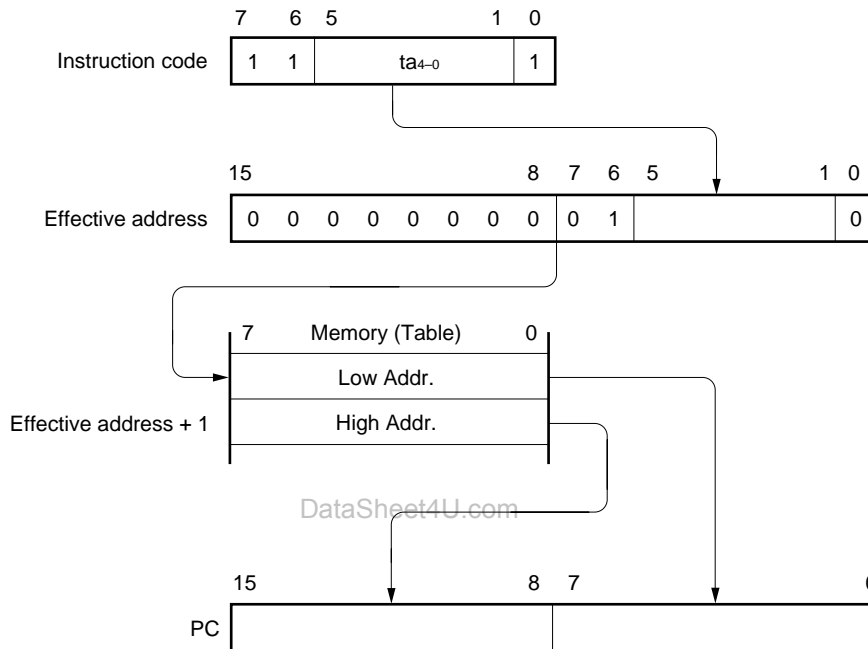 7 6 5 1 0
Instruction code 1 1 ta4–0 1
15 8 7 6 5 1 0
Effective address 0 0 0 0 0 0 0 0 0 1 0
7 Memory (Table) 0
Low Addr.
Effective address + 1 High Addr.
DataSheet4U.com
15 8 7
PC